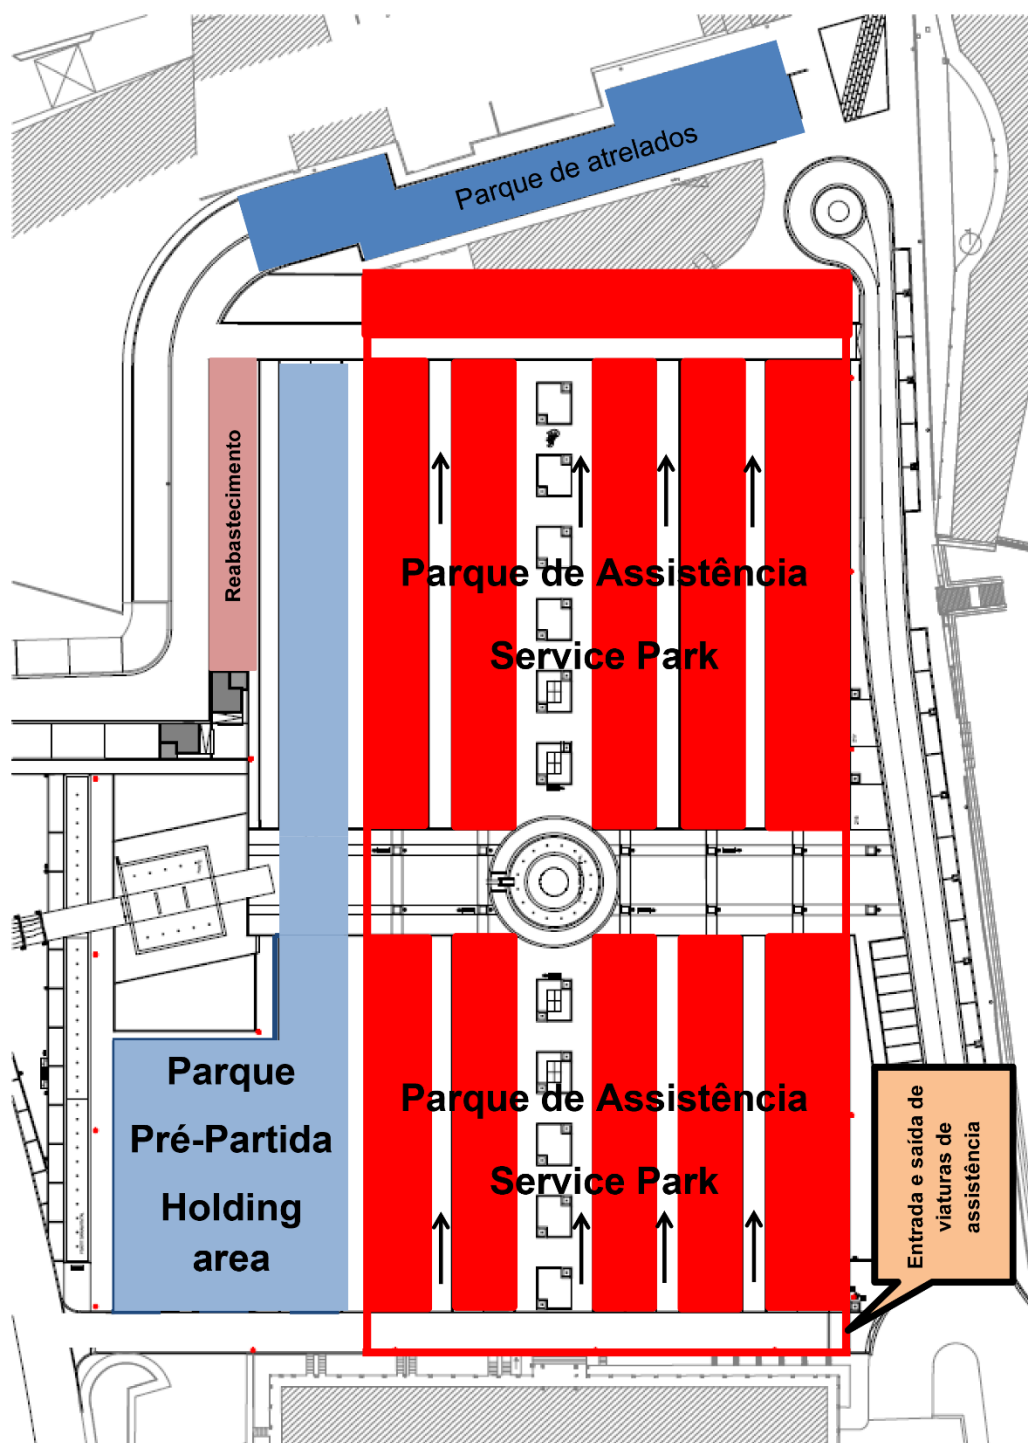 Parque de atrelados
Reabastecimento
Parque de Assistência
Service Park
Parque
Pré-Partida
Holding
area
Parque de Assistência
Service Park
Entrada e saída de
viaturas de
assistência